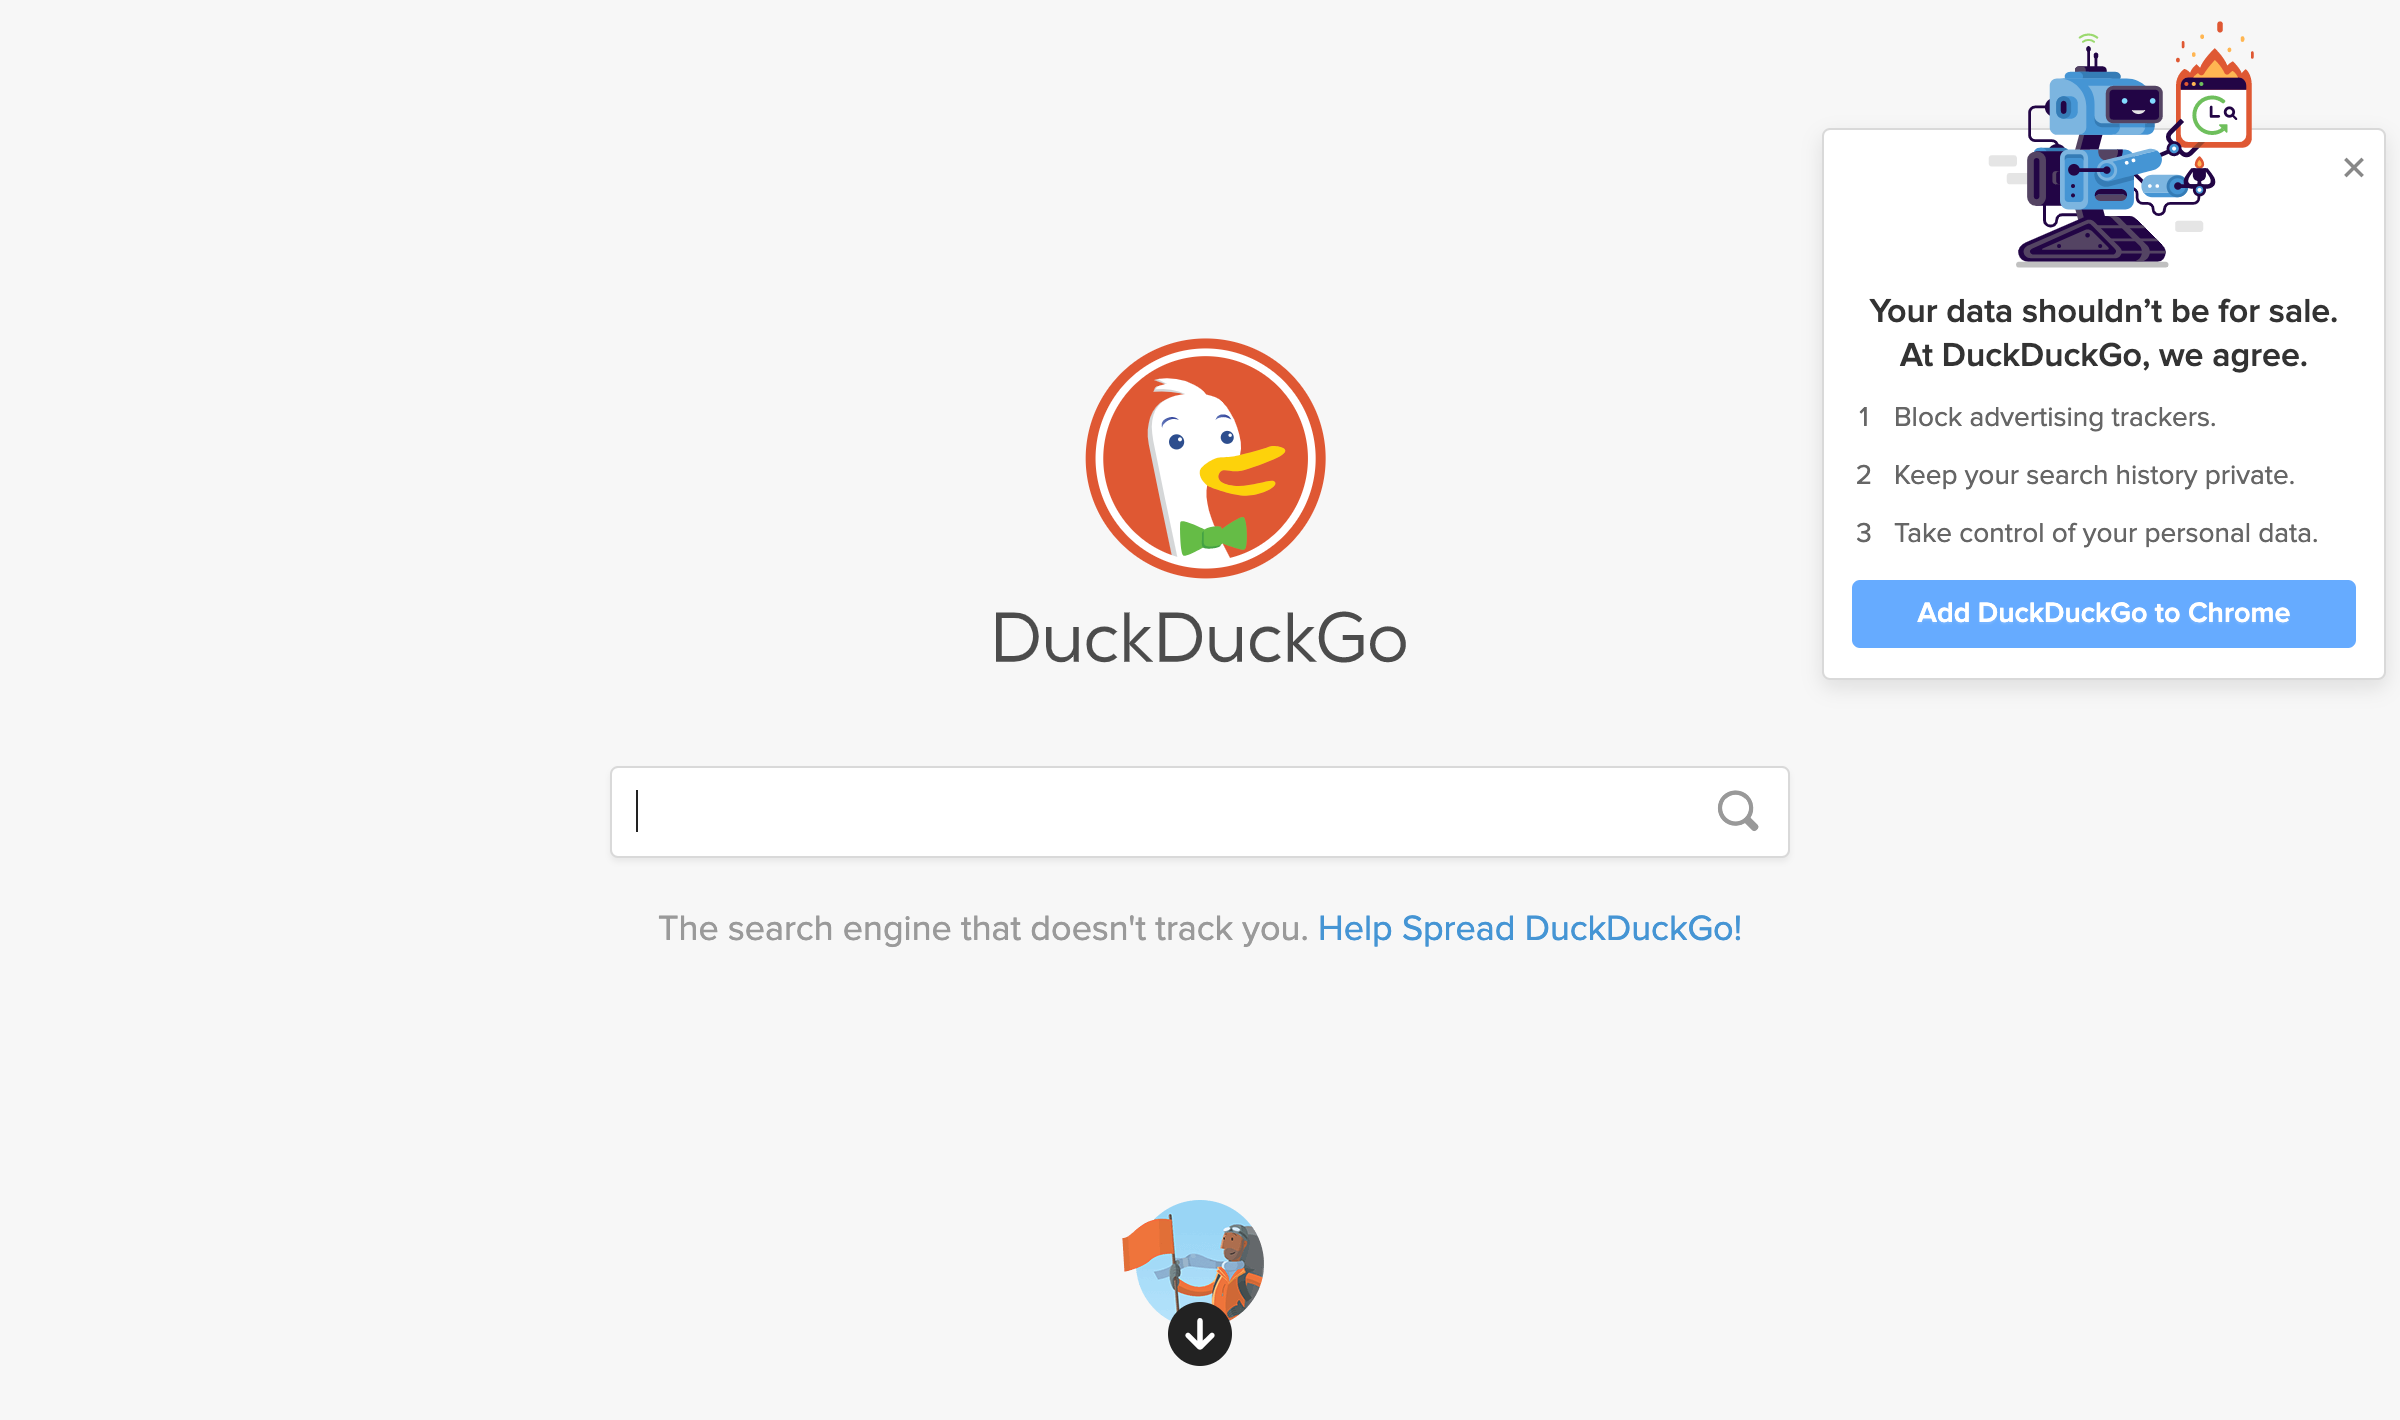 Your data shouldn’t be for sale.
At DuckDuckGo, we agree.
1 Block advertising trackers.
2 Keep your search history private.
3 Take control of your personal data.
Add DuckDuckGo to Chrome
DuckDuckGo
The search engine that doesn't track you. Help Spread DuckDuckGo!